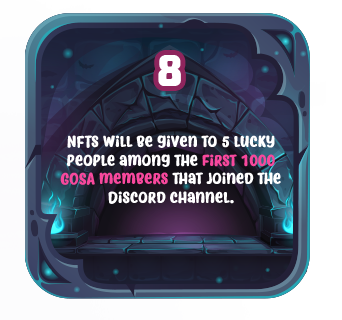 8
NFTS WILL BE GIVEN TO 5 LUCKY
PEOPLE AMONG THE FIRST 1000
GOSA MEMBERS THAT JOINED THE
DISCORD CHANNEL.